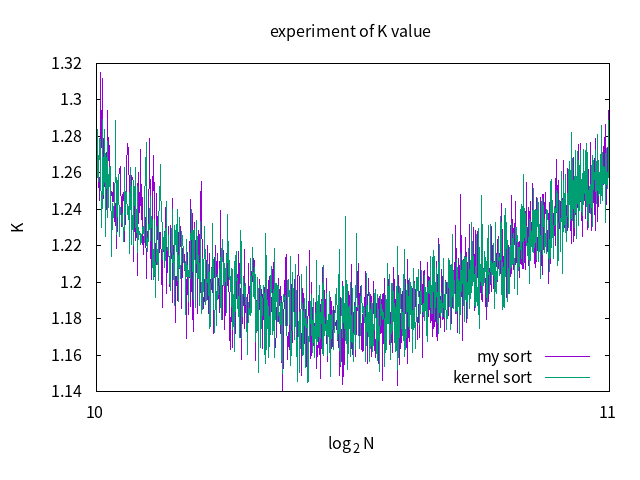 experiment of K value
1.32
1.3
1.28
1.26
1.24
1.22
1.2
1.18
1.16
1.14
K
my sort
kernel sort
10 11
log₂ N